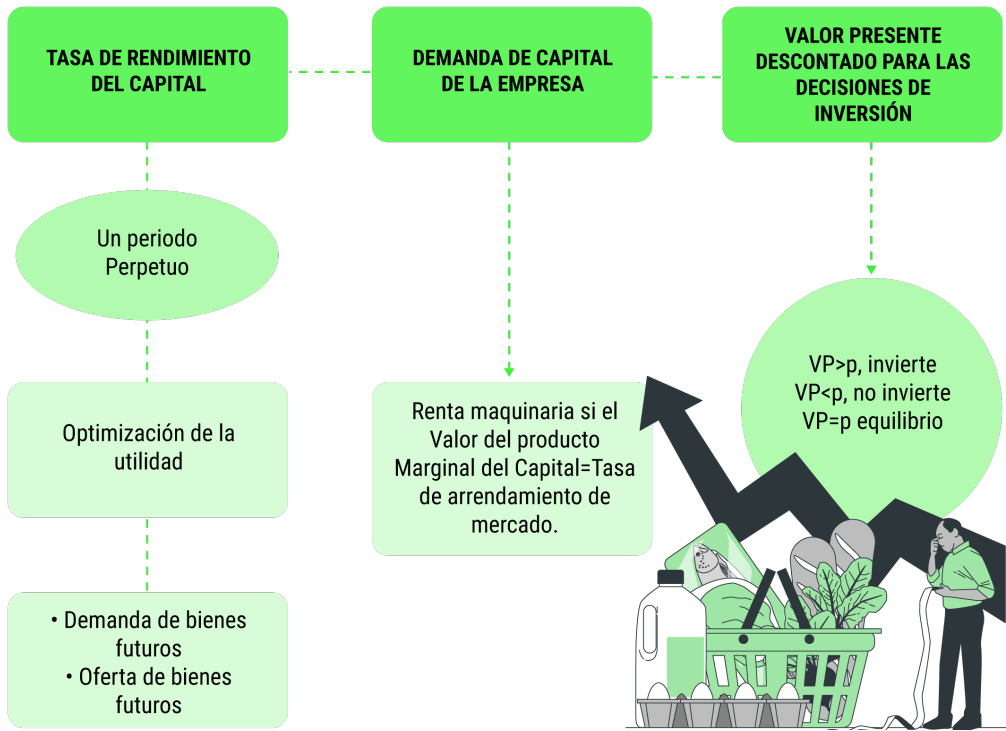 TASA DE RENDIMIENTO
DEL CAPITAL
Un periodo
Perpetuo
Optimización de la
utilidad
• Demanda de bienes
futuros
• Oferta de bienes
futuros
DEMANDA DE CAPITAL
DE LA EMPRESA
Renta maquinaria si el
Valor del producto
Marginal del Capital=Tasa
de arrendamiento de
mercado.
VALOR PRESENTE
DESCONTADO PARA LAS
DECISIONES DE
INVERSIÓN
VP>p, invierte
VP<p, no invierte
VP=p equilibrio